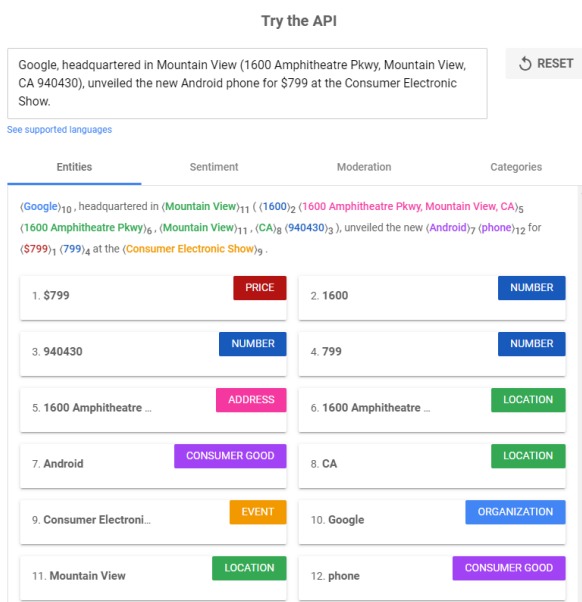 Try the API
Google, headquartered in Mountain View (1600 Amphitheatre Pkwy, Mountain View,
CA 940430), unveiled the new Android phone for $799 at the Consumer Electronic
Show.
RESET
See supported languages
Entities
Sentiment
Moderation
Categories
⟨Google⟩10 , headquartered in ⟨Mountain View⟩11 ( ⟨1600⟩2 ⟨1600 Amphitheatre Pkwy, Mountain View, CA⟩5
⟨1600 Amphitheatre Pkwy⟩6 , ⟨Mountain View⟩11 , ⟨CA⟩8 ⟨940430⟩3 ), unveiled the new ⟨Android⟩7 ⟨phone⟩12 for
⟨$799⟩1 ⟨799⟩4 at the ⟨Consumer Electronic Show⟩9 .
1. $799
PRICE
2. 1600
NUMBER
3. 940430
NUMBER
4. 799
NUMBER
5. 1600 Amphitheatre ...
ADDRESS
6. 1600 Amphitheatre ...
LOCATION
7. Android
CONSUMER GOOD
8. CA
LOCATION
9. Consumer Electroni...
EVENT
10. Google
ORGANIZATION
11. Mountain View
LOCATION
12. phone
CONSUMER GOOD